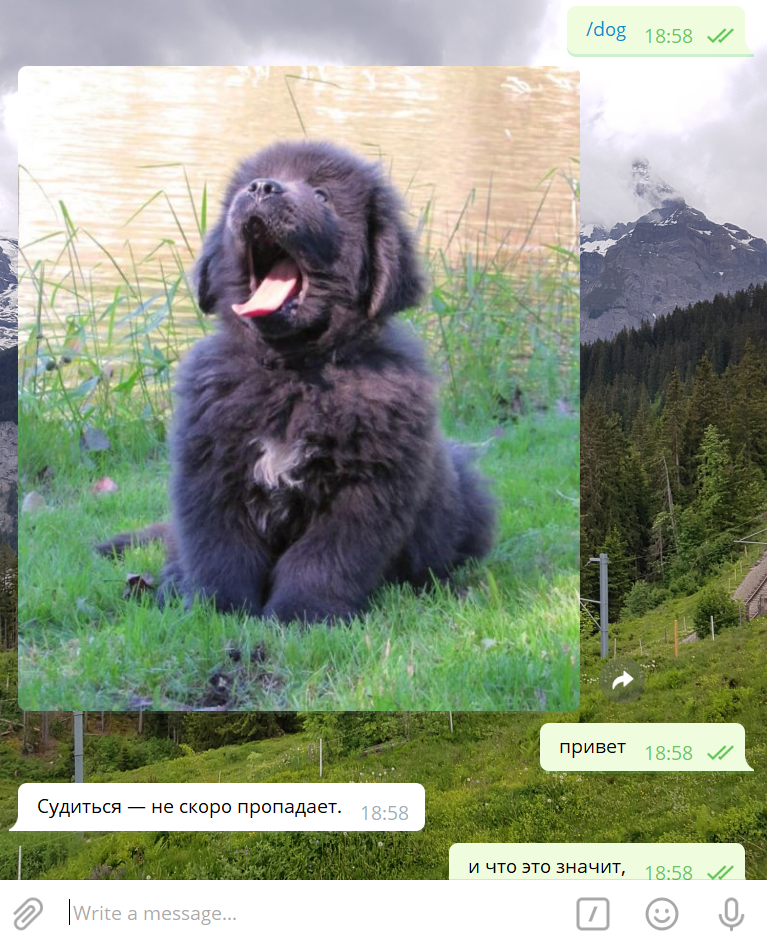 /dog 18:58
привет 18:58
Судиться — не скоро пропадает. 18:58
и что это значит, 18:58
Write a message...